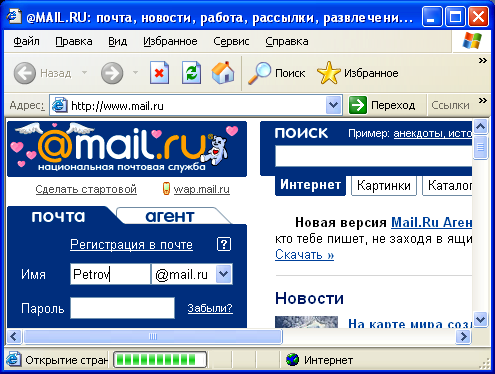 @MAIL.RU: почта, новости, работа, рассылки, развлечени...
Файл Правка Вид Избранное Сервис Справка
Назад Поиск Избранное
Адрес: http://www.mail.ru Переход Ссылки
@mail.ru
национальная почтовая служба
ПОИСК Пример: анекдоты, исто
Сделать стартовой wap.mail.ru
Интернет Картинки Каталог
почта агент
Новая версия Mail.Ru Аген
кто тебе пишет, не заходя в ящи
Скачать »
Регистрация в почте ?
Имя Petrov @mail.ru
Пароль Забыли?
Новости
На карте мира созд
Открытие стран Интернет